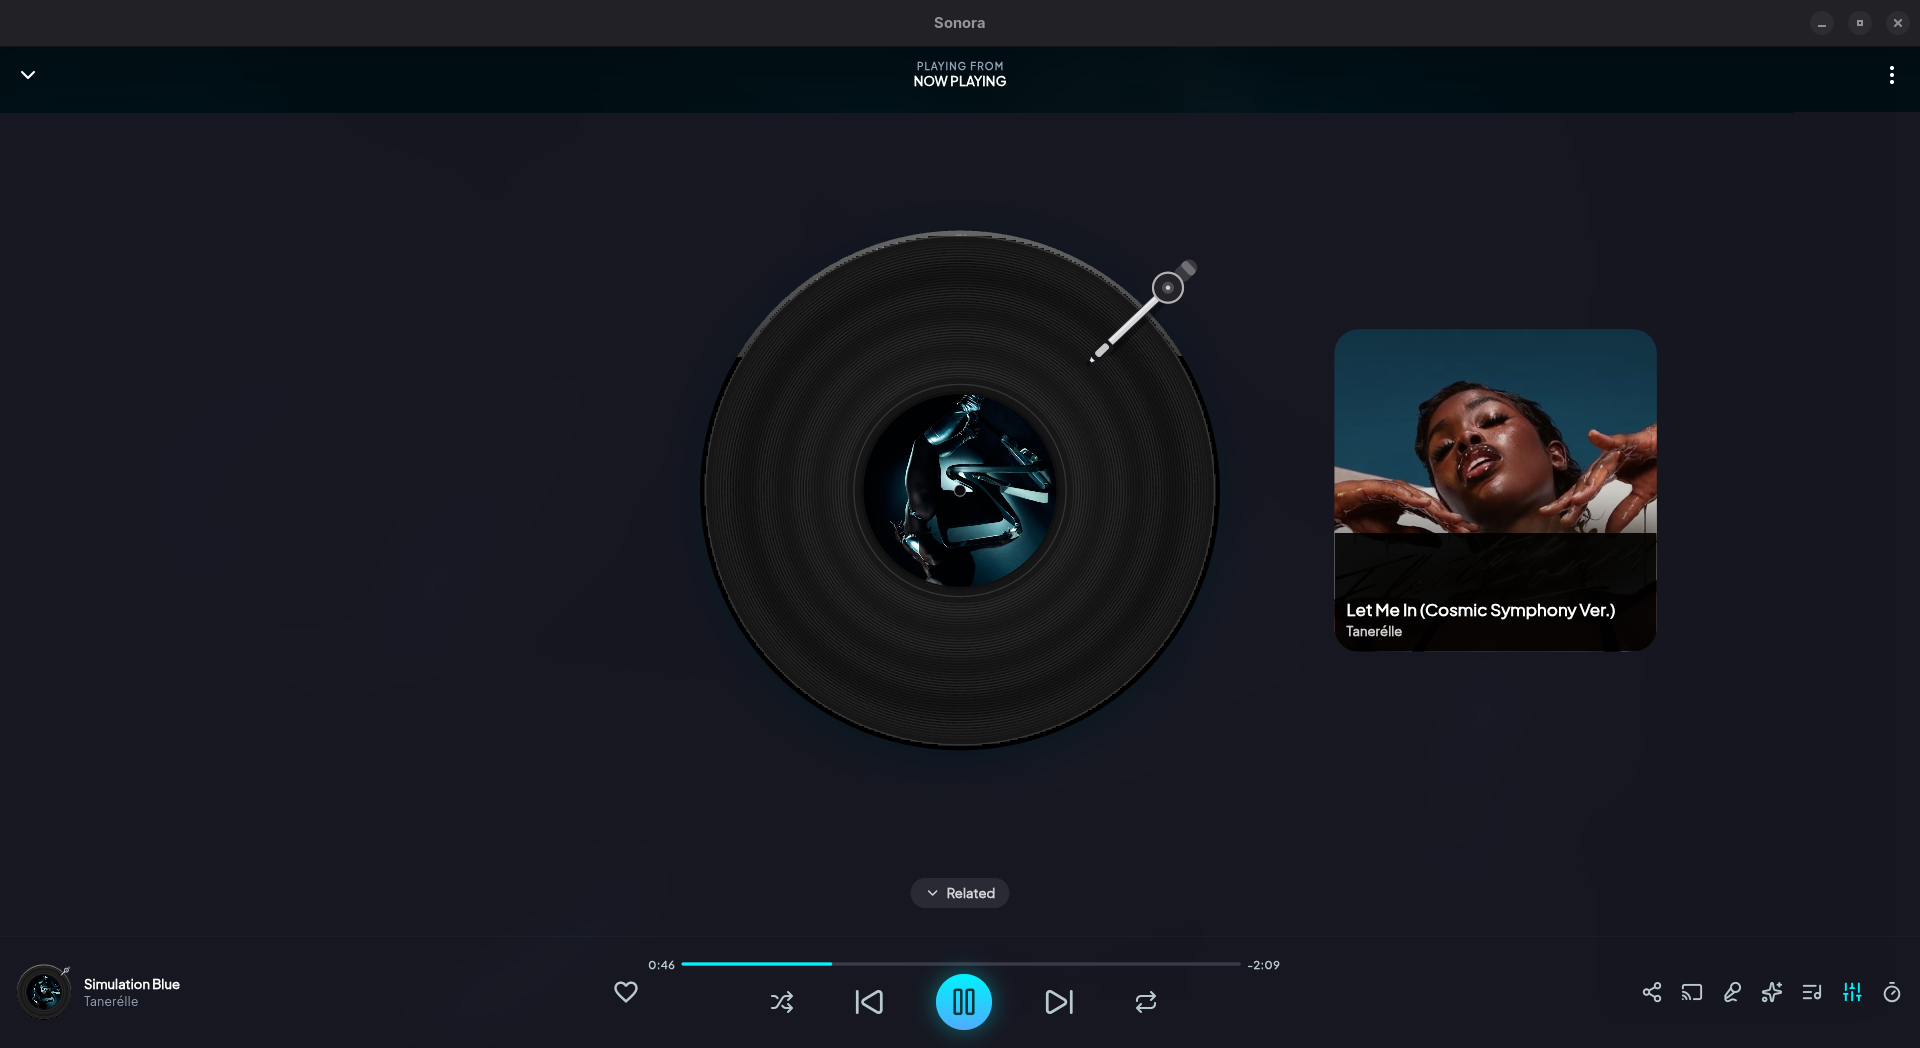 Sonora
PLAYING FROM
NOW PLAYING
Let Me In (Cosmic Symphony Ver.)
Tanerélle
Related
0:46
-2:09
Simulation Blue
Tanerélle